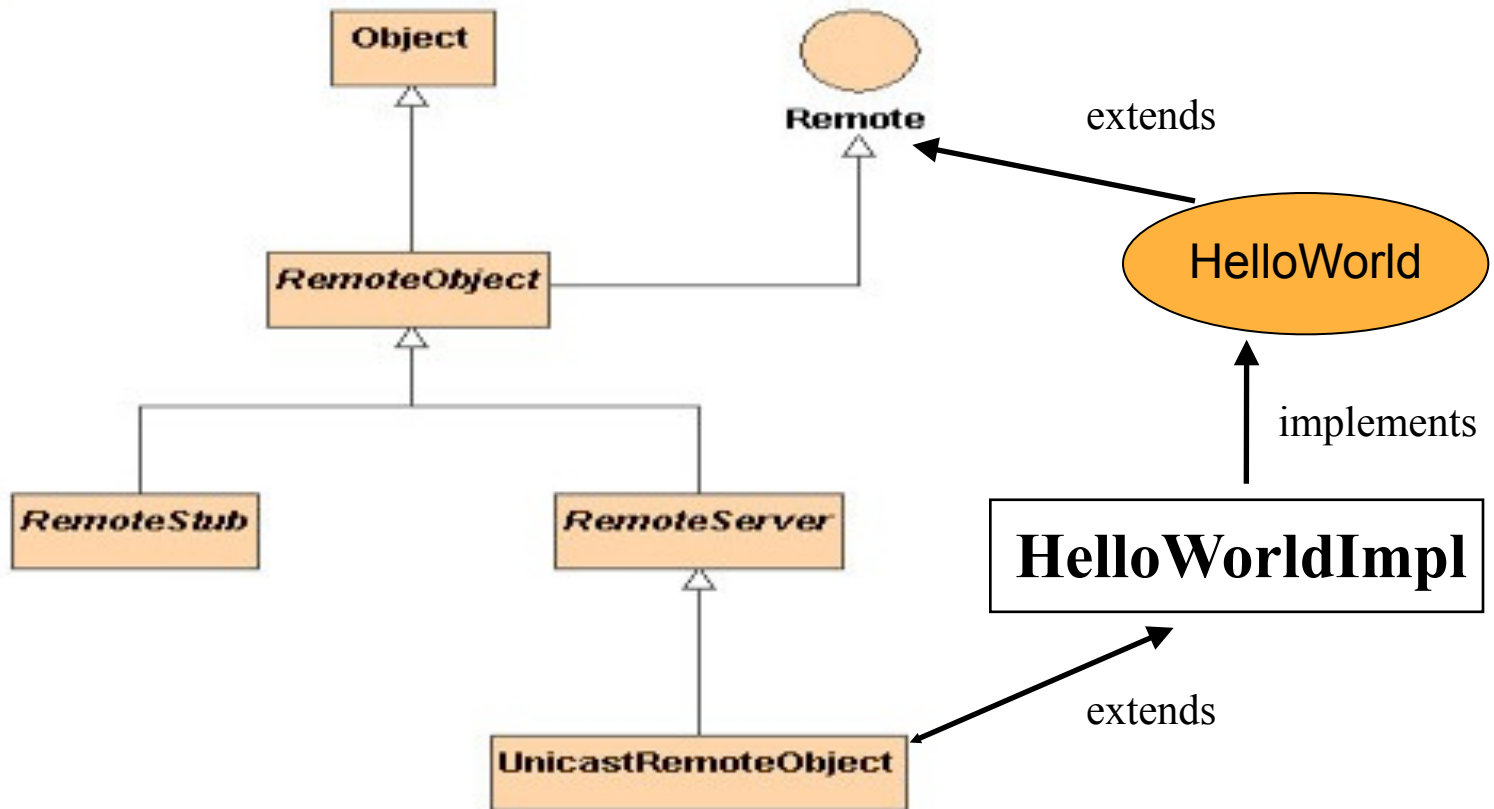 Object
Remote
extends
RemoteObject
HelloWorld
implements
RemoteStub
RemoteServer
HelloWorldImpl
extends
UnicastRemoteObject